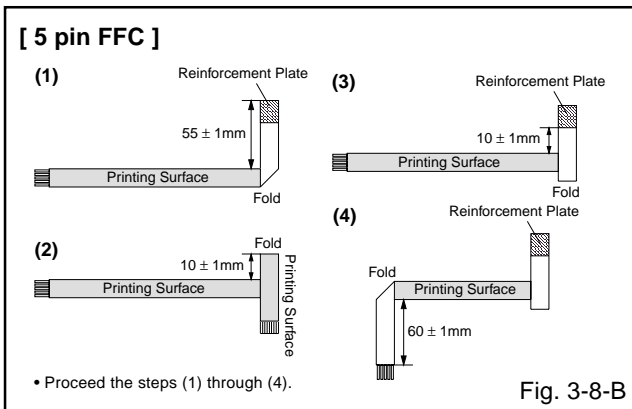 [ 5 pin FFC ]
(1)
Reinforcement Plate
55 ± 1mm
Printing Surface
Fold
(2)
Fold
10 ± 1mm
Printing Surface
Printing Surface
(3)
Reinforcement Plate
10 ± 1mm
Printing Surface
Fold
(4)
Reinforcement Plate
Fold
Printing Surface
60 ± 1mm
• Proceed the steps (1) through (4).
Fig. 3-8-B